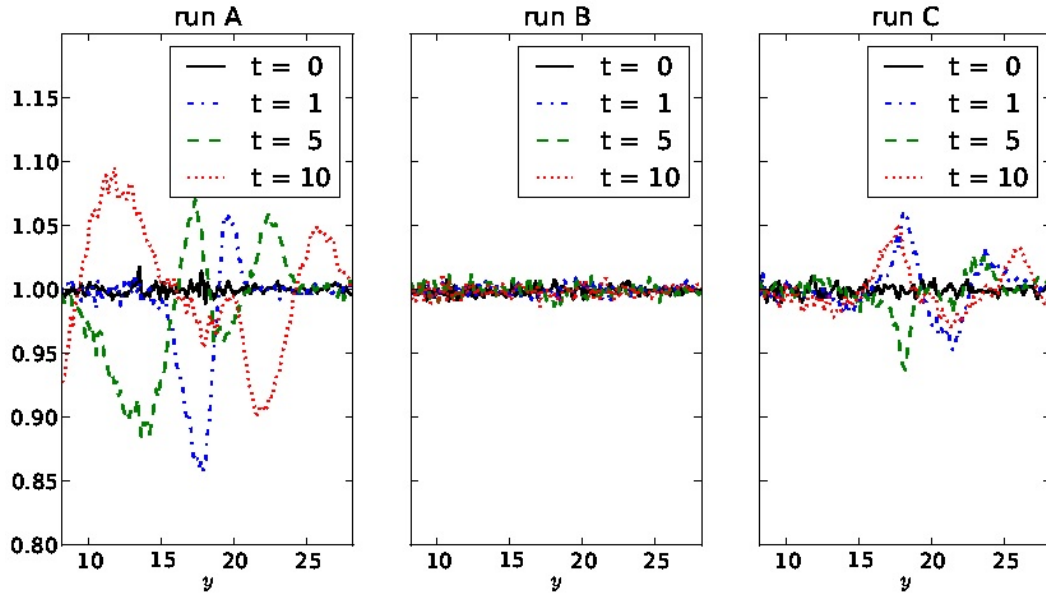 run A
t = 0
t = 1
t = 5
t = 10
1.15
1.10
1.05
1.00
0.95
0.90
0.85
0.80
10 15 20 25
y
run B
t = 0
t = 1
t = 5
t = 10
10 15 20 25
y
run C
t = 0
t = 1
t = 5
t = 10
10 15 20 25
y